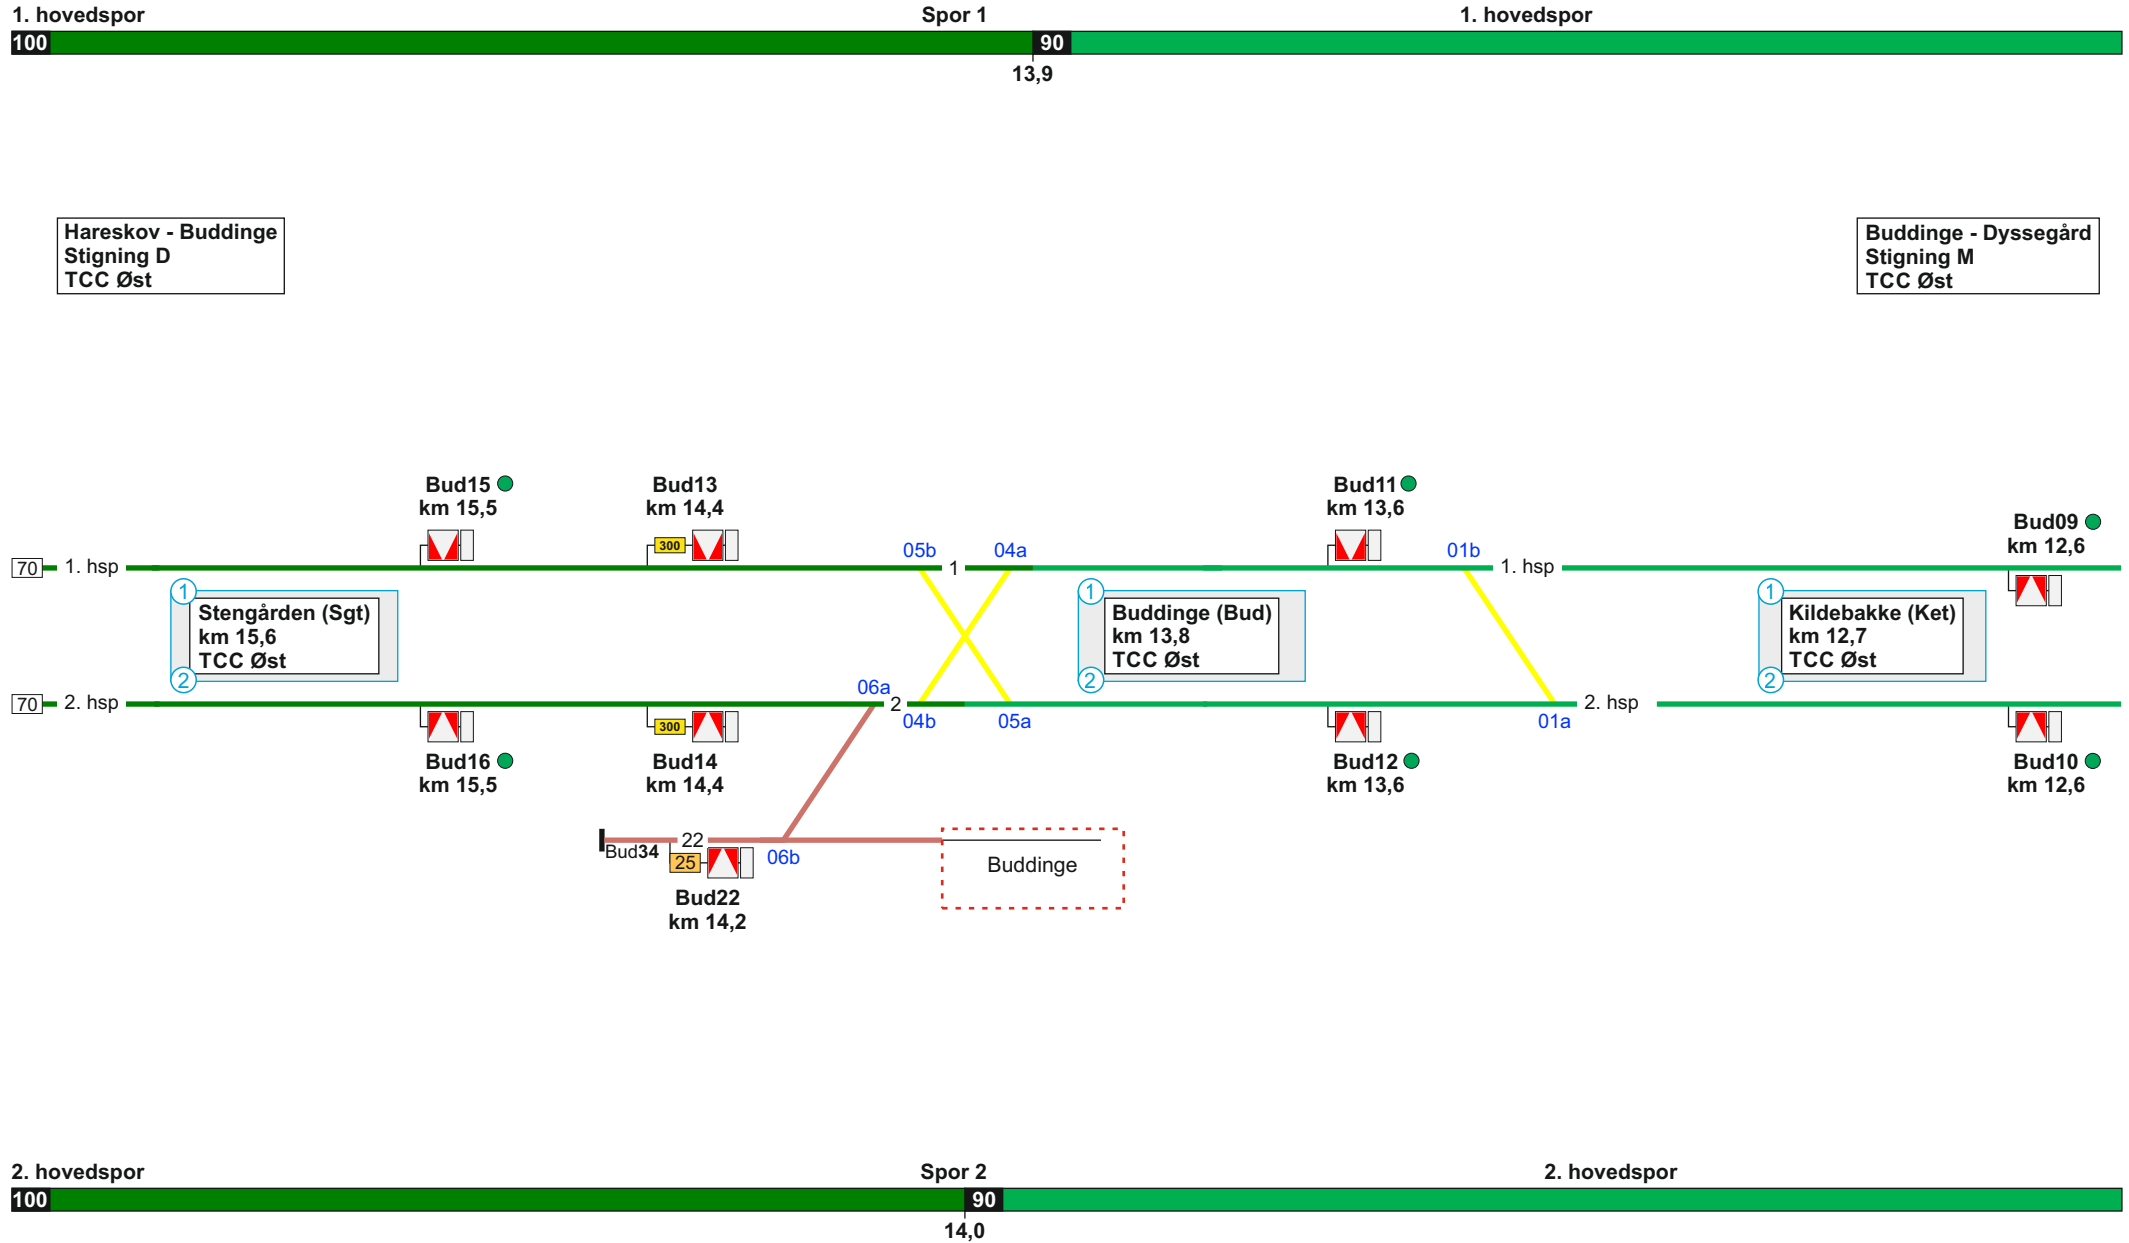 1. hovedspor Spor 1 1. hovedspor
100 90
13,9
Hareskov - Buddinge
Stigning D
TCC Øst
Buddinge - Dyssegård
Stigning M
TCC Øst
Bud15
km 15,5
Bud13
km 14,4
Bud11
km 13,6
Bud09
km 12,6
300
05b 04a 01b
70 1. hsp 1 1. hsp
1
Stengården (Sgt)
km 15,6
TCC Øst
2
1
Buddinge (Bud)
km 13,8
TCC Øst
2
1
Kildebakke (Ket)
km 12,7
TCC Øst
2
06a
70 2. hsp 2 2. hsp
04b 05a 01a
300
Bud16
km 15,5
Bud14
km 14,4
Bud12
km 13,6
Bud10
km 12,6
22
Bud34
25
06b
Buddinge
Bud22
km 14,2
2. hovedspor Spor 2 2. hovedspor
100 90
14,0